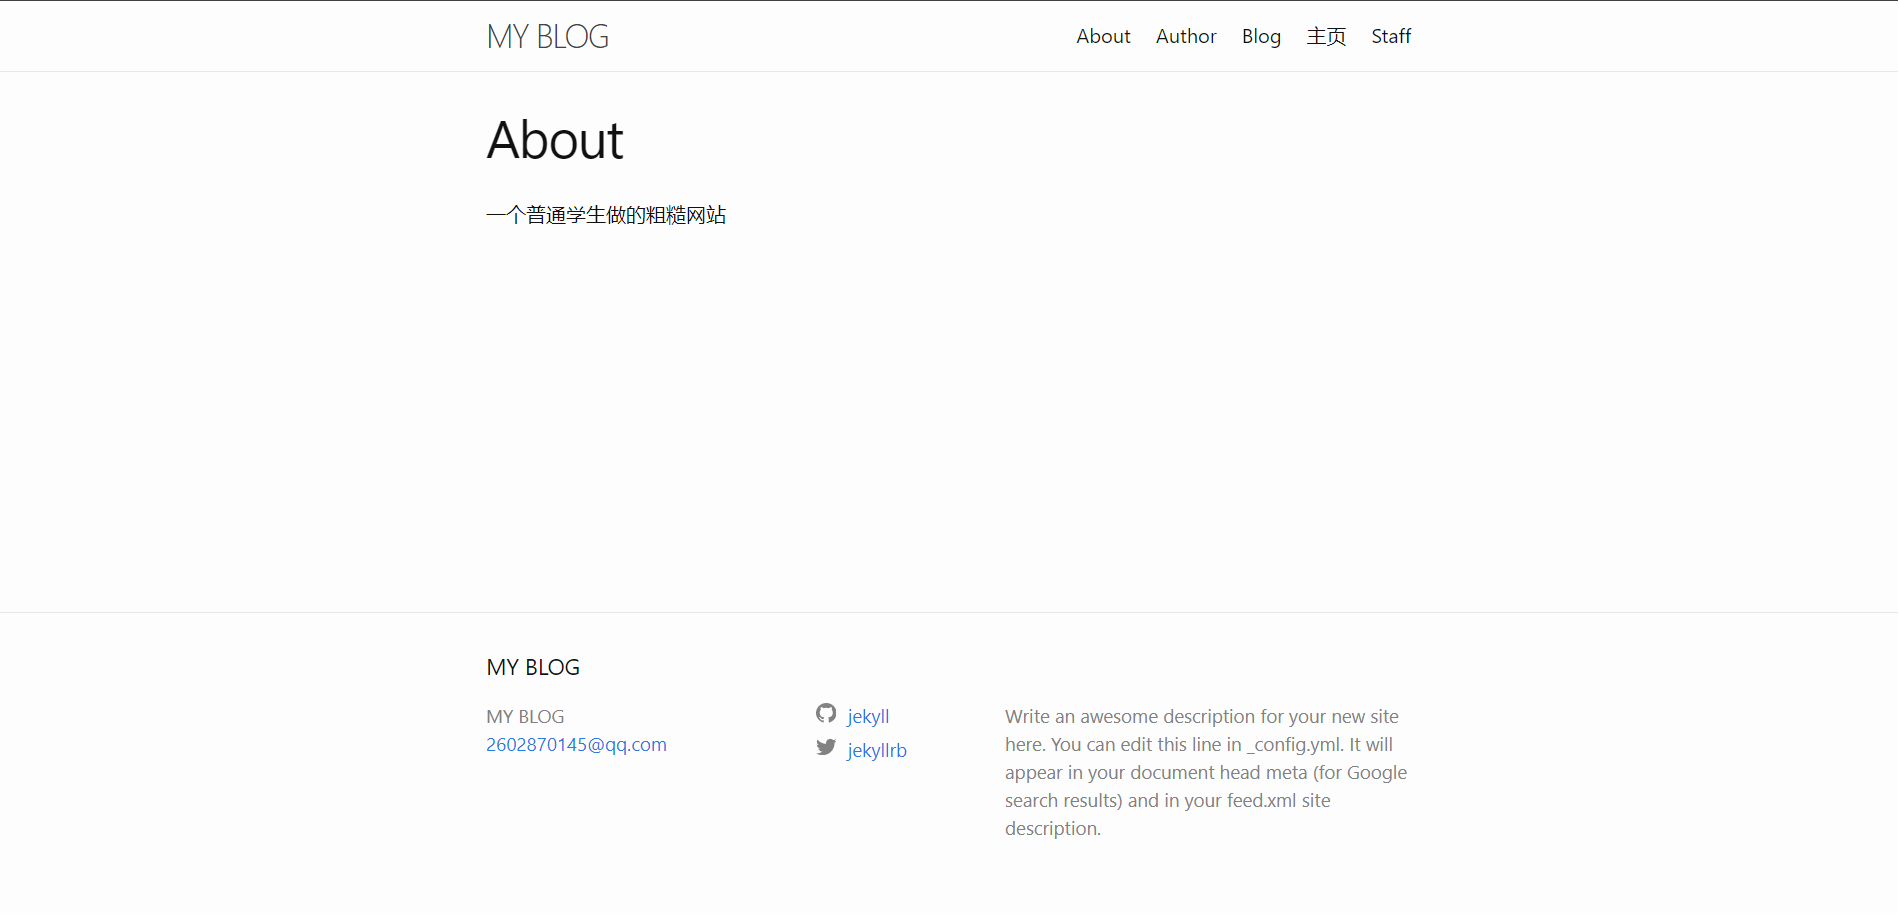 MY BLOG
About Author Blog 主页 Staff
About
一个普通学生做的粗糙网站
MY BLOG
MY BLOG
2602870145@qq.com
jekyll
jekyllrb
Write an awesome description for your new site
here. You can edit this line in _config.yml. It will
appear in your document head meta (for Google
search results) and in your feed.xml site
description.